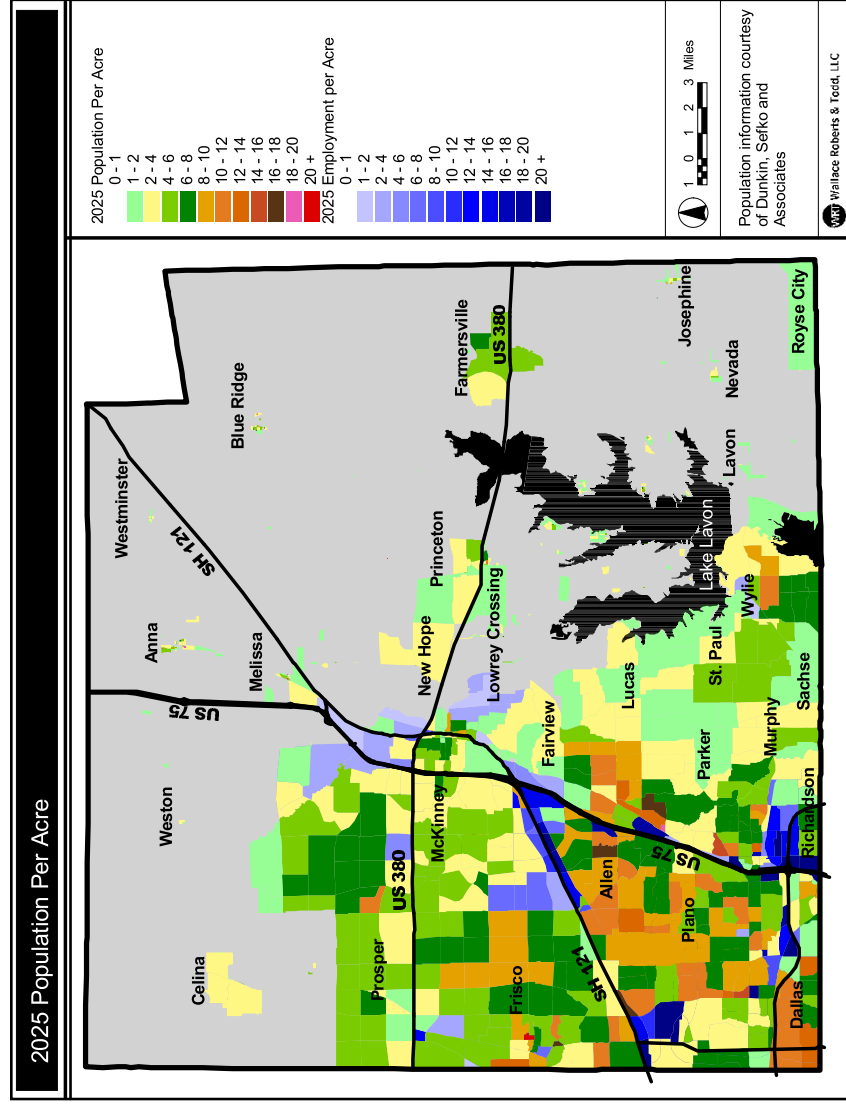 2025 Population Per Acre
2025 Population Per Acre
0 - 1
1 - 2
2 - 4
4 - 6
6 - 8
8 - 10
10 - 12
12 - 14
14 - 16
16 - 18
18 - 20
20 +
2025 Employment per Acre
0 - 1
1 - 2
2 - 4
4 - 6
6 - 8
8 - 10
10 - 12
12 - 14
14 - 16
16 - 18
18 - 20
20 +
1 0 1 2 3 Miles
Population information courtesy
of Dunkin, Sefko and
Associates
WRT Wallace Roberts & Todd, LLC
Westminster
Blue Ridge
SH 121
Anna
Melissa
US 75
Weston
Celina
Farmersville
US 380
Princeton
New Hope
Lowrey Crossing
McKinney
US 380
Prosper
Frisco
SH 121
Fairview
Lucas
Allen
US 75
Plano
Parker
St. Paul
Murphy
Wylie
Sachse
Richardson
Dallas
Lake Lavon
Lavon
Nevada
Josephine
Royse City